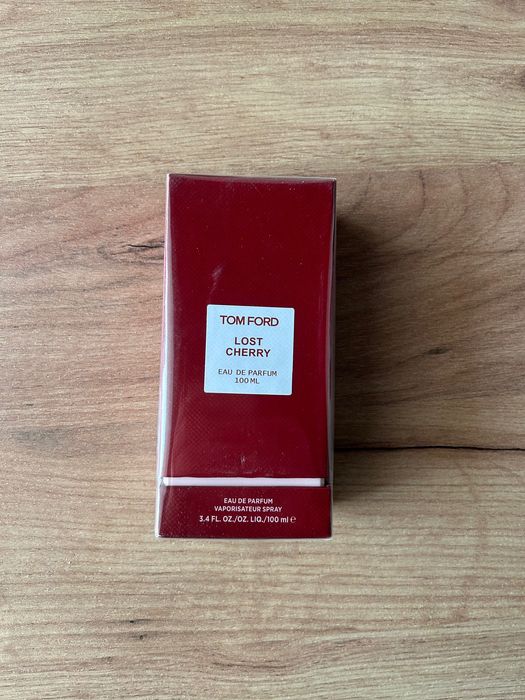 TOM FORD
LOST
CHERRY
EAU DE PARFUM
100 ML
EAU DE PARFUM
VAPORISATEUR SPRAY
3.4 FL. OZ./OZ. LIQ./100 ml ℮